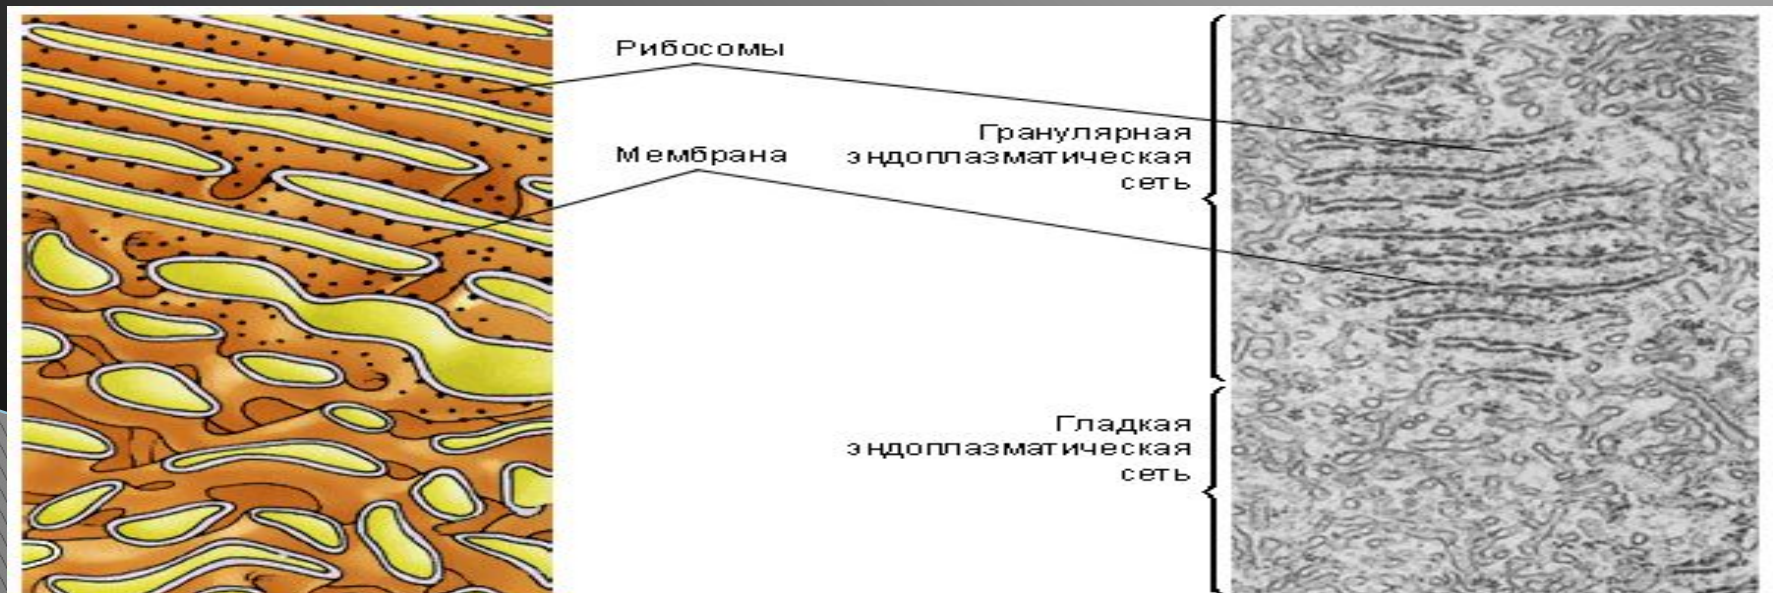 Рибосомы
Мембрана
Гранулярная
эндоплазматическая
сеть
Гладкая
эндоплазматическая
сеть